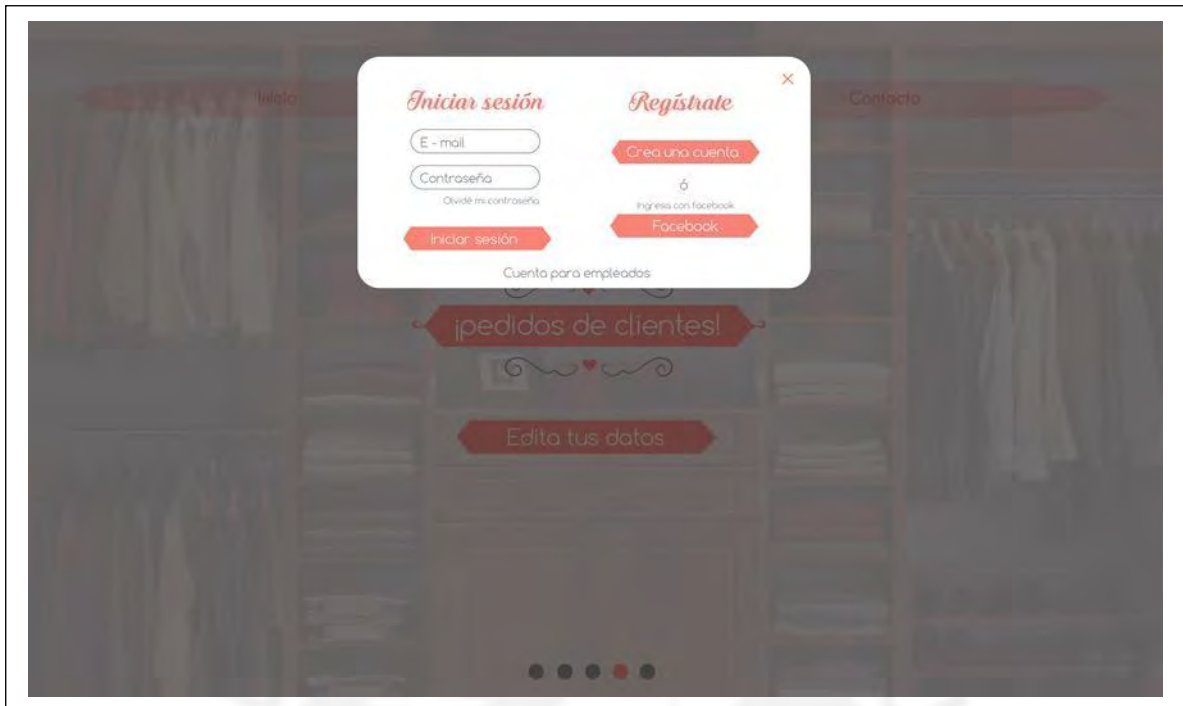 Inicio
Contacto
Iniciar sesión
E - mail
Contraseña
Olvidé mi contraseña
Iniciar sesión
Regístrate
Crea una cuenta
ó
Ingresa con facebook
Facebook
Cuenta para empleados
¡pedidos de clientes!
Edita tus datos